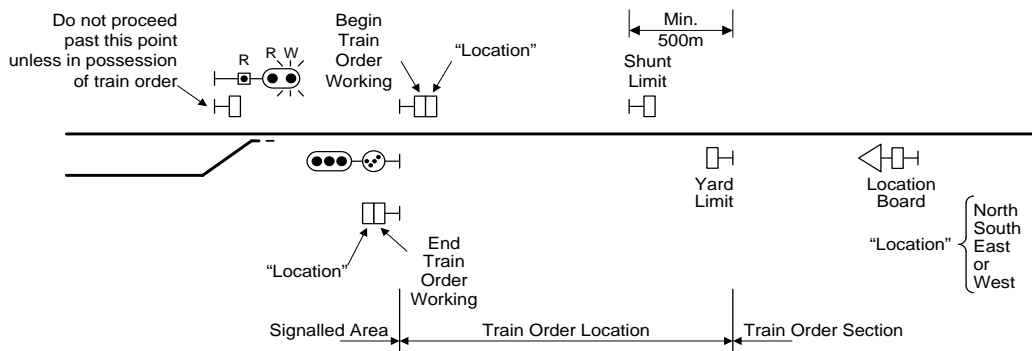 Do not proceed
past this point
unless in possession
of train order
R
R W
Begin
Train
Order
Working
“Location”
Min.
500m
Shunt
Limit
Yard
Limit
Location
Board
“Location”
North
South
East
or
West
“Location”
End
Train
Order
Working
Signalled Area
Train Order Location
Train Order Section